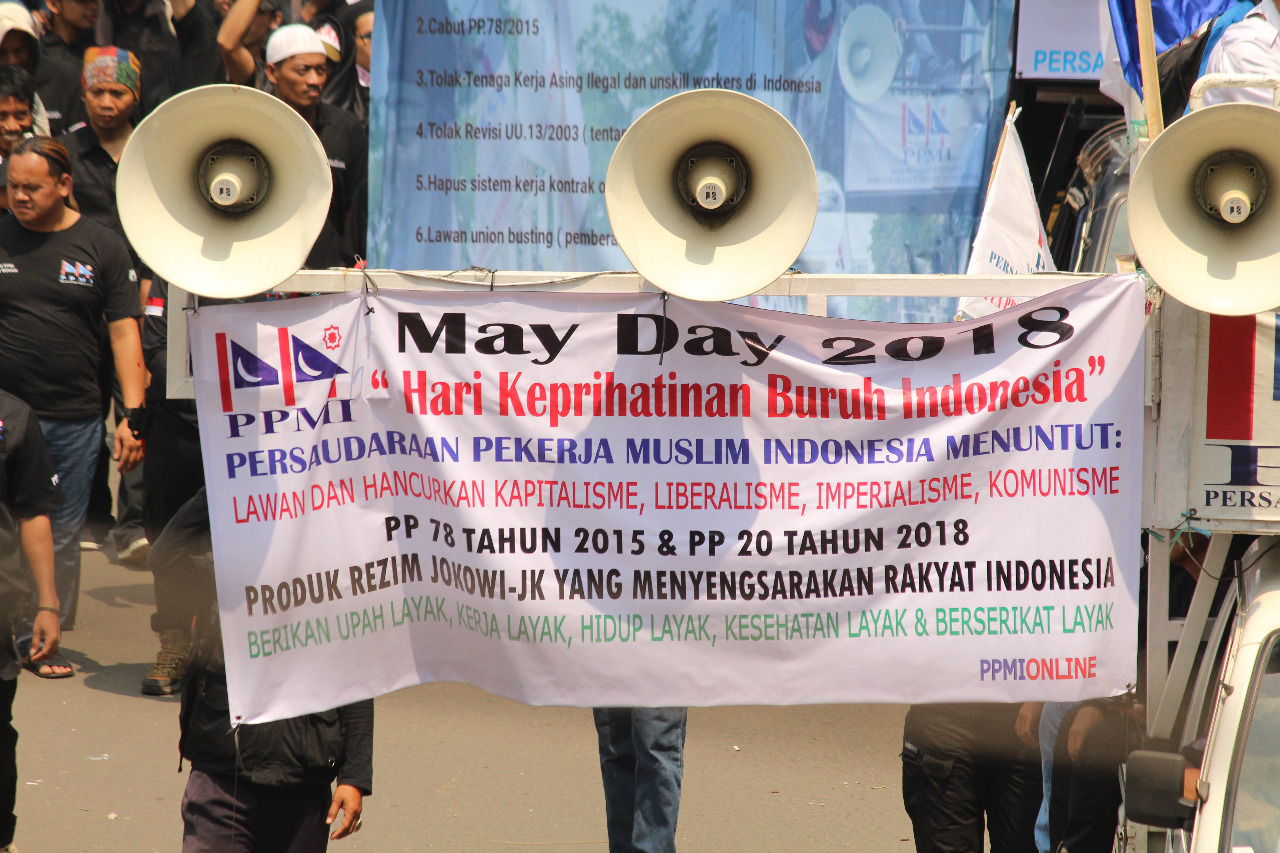 2.Cabut PP.78/2015
3.Tolak Tenaga Kerja Asing Ilegal dan unskill workers di Indonesia
4.Tolak Revisi UU.13/2003 (
5.Hapus sistem kerja kontrak
6.Lawan union busting (
PPMI
PERSA
May Day 2018
PPMI
“ Hari Keprihatinan Buruh Indonesia”
PERSAUDARAAN PEKERJA MUSLIM INDONESIA MENUNTUT:
LAWAN DAN HANCURKAN KAPITALISME, LIBERALISME, IMPERIALISME, KOMUNISME
PP 78 TAHUN 2015 & PP 20 TAHUN 2018
PRODUK REZIM JOKOWI-JK YANG MENYENGSARAKAN RAKYAT INDONESIA
BERIKAN UPAH LAYAK, KERJA LAYAK, HIDUP LAYAK, KESEHATAN LAYAK & BERSERIKAT LAYAK
PPMIONLINE
PERSA